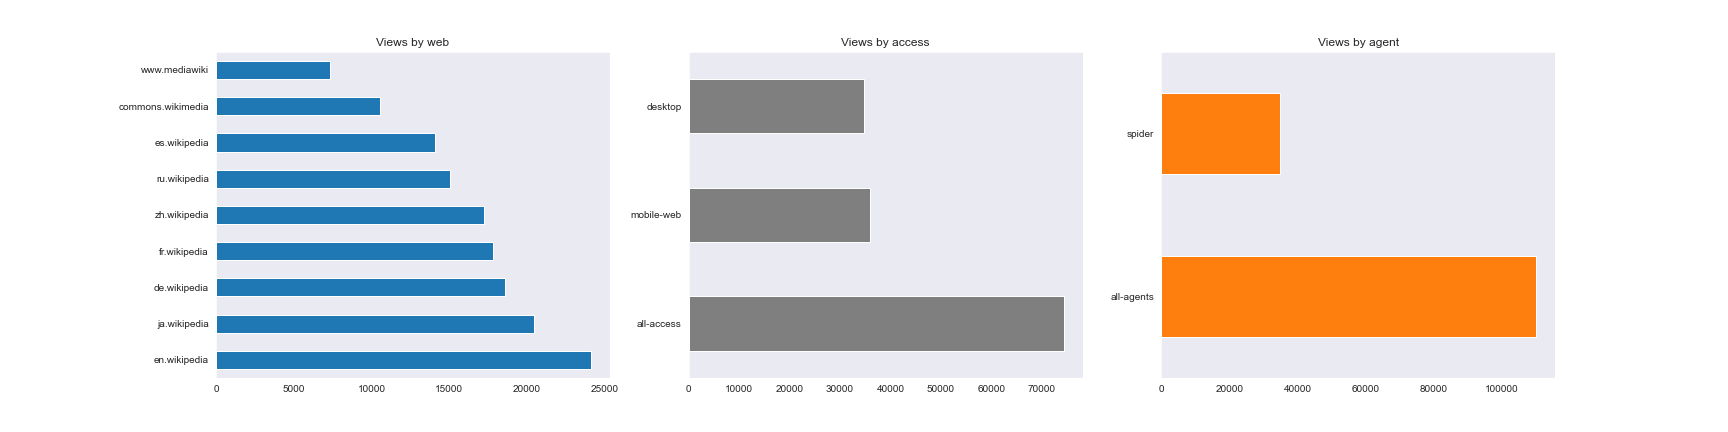 Views by web
www.mediawiki
commons.wikimedia
es.wikipedia
ru.wikipedia
zh.wikipedia
fr.wikipedia
de.wikipedia
ja.wikipedia
en.wikipedia
0 5000 10000 15000 20000 25000
Views by access
desktop
mobile-web
all-access
0 10000 20000 30000 40000 50000 60000 70000
Views by agent
spider
all-agents
0 20000 40000 60000 80000 100000